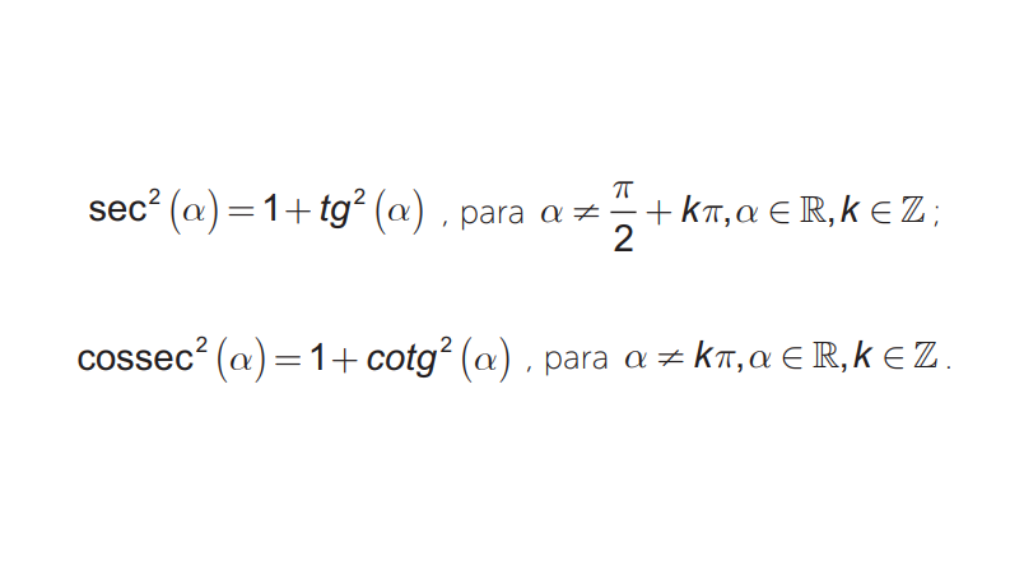 sec² (α) = 1 + tg² (α) , para α ≠ π/2 + kπ, α ∈ ℝ, k ∈ ℤ ;
cossec² (α) = 1 + cotg² (α) , para α ≠ kπ, α ∈ ℝ, k ∈ ℤ .